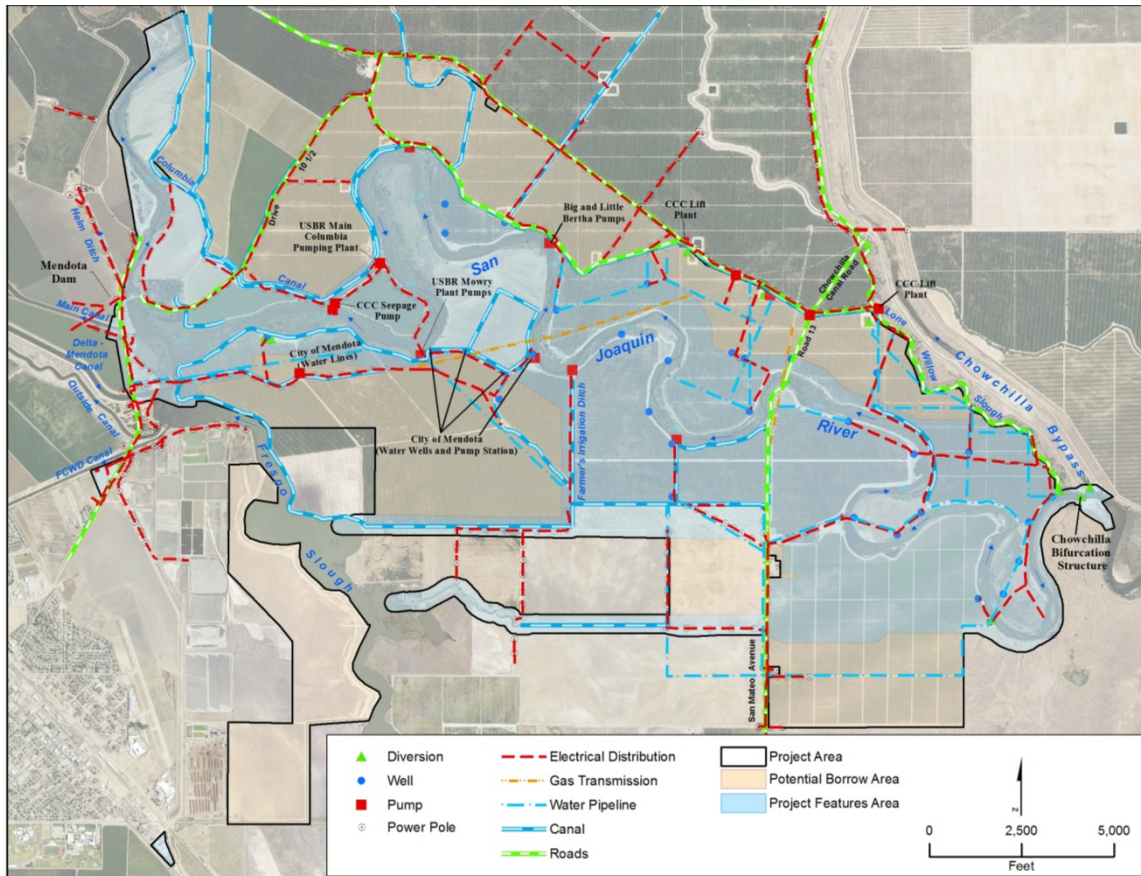 Columbia
10 1/2
Drive
Helm Ditch
Mendota
Dam
Main Canal
Delta -
Mendota
Canal
Outside Canal
FCWD Canal
USBR Main
Columbia
Pumping Plant
Canal
CCC Seepage
Pump
City of Mendota
(Water Lines)
USBR Mowry
Plant Pumps
San
Big and Little
Bertha Pumps
CCC Lift
Plant
Chowchilla
Canal Road
CCC Lift
Plant
Lone
Willow
Slough
Chowchilla
Bypass
Joaquin
Road 13
River
City of Mendota
(Water Wells and Pump Station)
Farmer's Irrigation Ditch
Fresno
Slough
Chowchilla
Bifurcation
Structure
San Mateo Avenue
Diversion
Well
Pump
Power Pole
Electrical Distribution
Gas Transmission
Water Pipeline
Canal
Roads
Project Area
Potential Borrow Area
Project Features Area
z
0 2,500 5,000
Feet